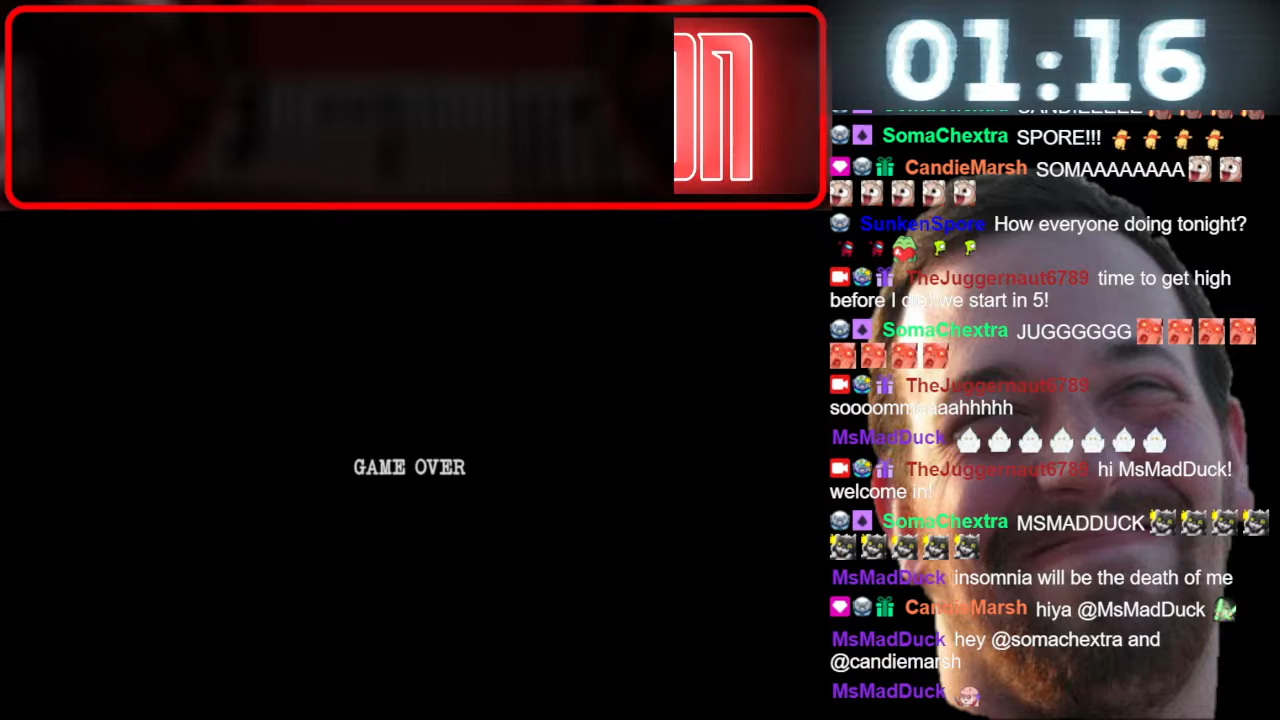 01:16
SomaChextra SPORE!!!
CandieMarsh SOMAAAAAAAA
SunkenSpore How everyone doing tonight?
TheJuggernaut6789 time to get high
before I die! we start in 5!
SomaChextra JUGGGGGG
TheJuggernaut6789
soooommaaaahhhhh
MsMadDuck
TheJuggernaut6789 hi MsMadDuck!
welcome in!
SomaChextra MSMADDUCK
MsMadDuck insomnia will be the death of me
GAME OVER
CandieMarsh hiya @MsMadDuck
MsMadDuck hey @somachextra and
@candiemarsh
MsMadDuck